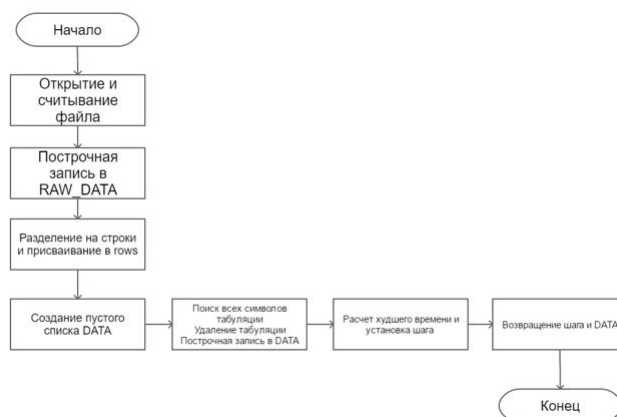 Начало
Открытие и
считывание
файла
Построчная
запись в
RAW_DATA
Разделение на строки
и присваивание в rows
Создание пустого
списка DATA
Поиск всех символов
табуляции
Удаление табуляции
Построчная запись в DATA
Расчет худшего времени и
установка шага
Возвращение шага и DATA
Конец